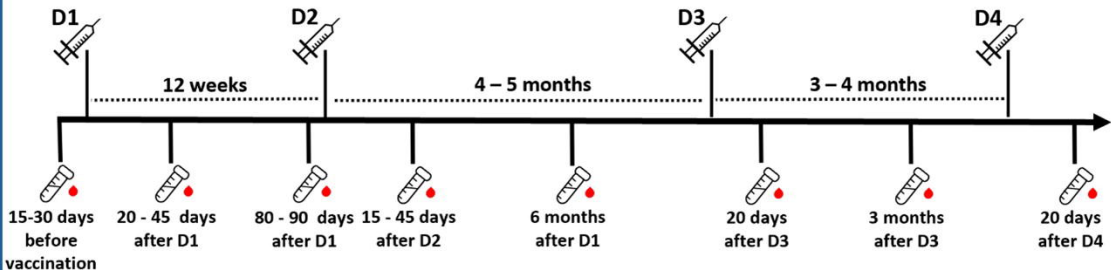 D1
D2
D3
D4
12 weeks
4 – 5 months
3 – 4 months
15-30 days
before
vaccination
20 - 45 days
after D1
80 - 90 days
after D1
15 - 45 days
after D2
6 months
after D1
20 days
after D3
3 months
after D3
20 days
after D4